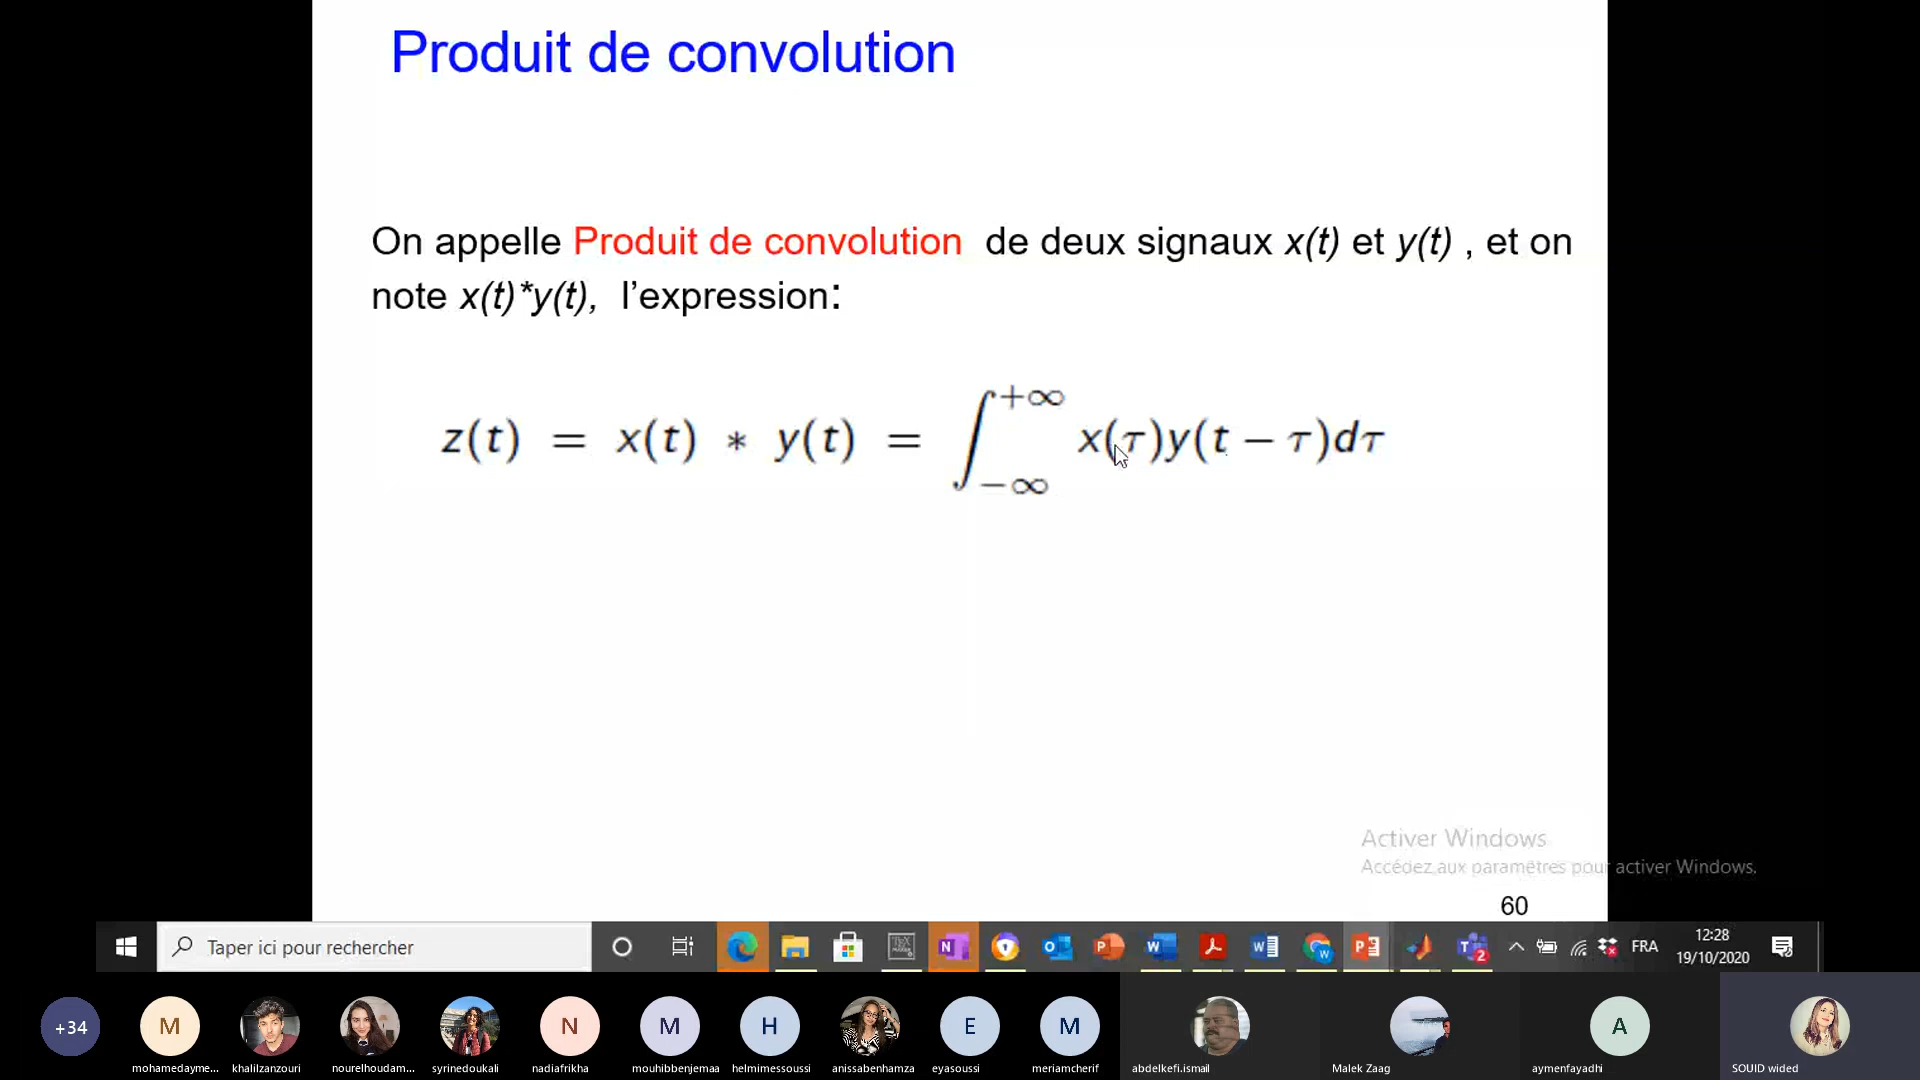 Produit de convolution
On appelle Produit de convolution de deux signaux x(t) et y(t) , et on
note x(t)*y(t), l’expression:
z(t) = x(t) ∗ y(t) = ∫_{−∞}^{+∞} x(τ)y(t − τ)dτ
Activer Windows
Accédez aux paramètres pour activer Windows.
60
Taper ici pour rechercher
FRA
12:28
19/10/2020
2
+34
M
N
M
H
E
M
A
mohamedayme...
khalilzanzouri
nourelhoudam...
syrinedoukali
nadiafrikha
mouhibbenjemaa
helmimessoussi
anissabenhamza
eyasoussi
meriamcherif
abdelkefi.ismail
Malek Zaag
aymenfayadhi
SOUID wided